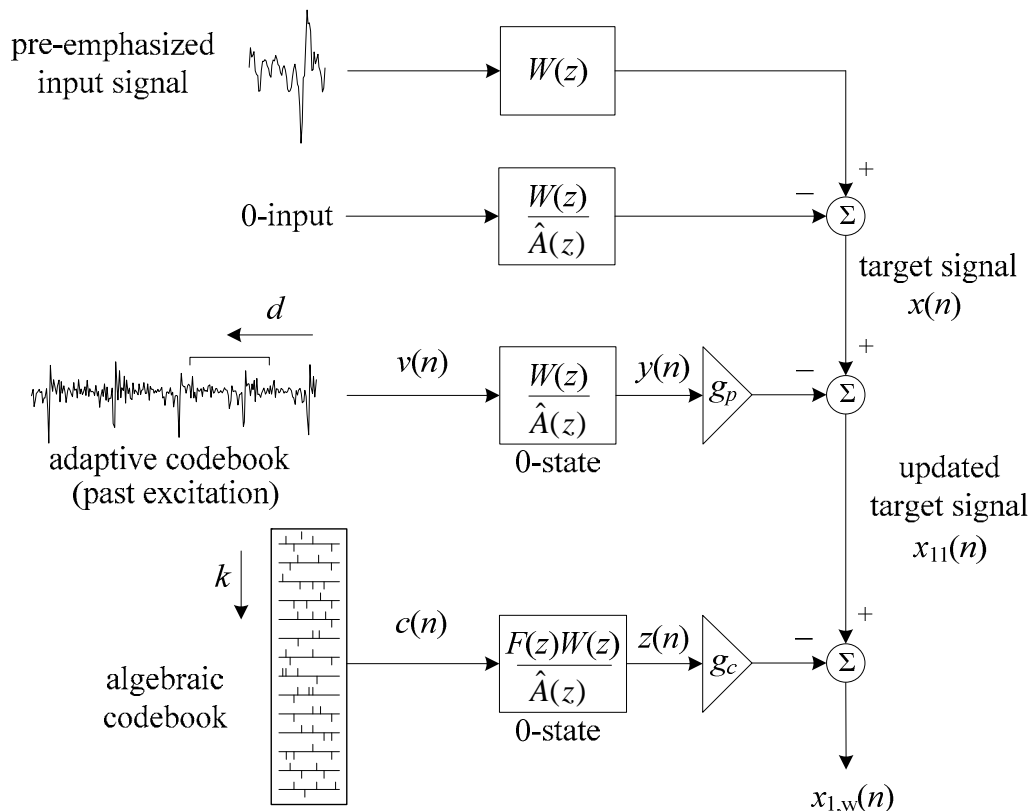 pre-emphasized
input signal
W(z)
+
0-input
W(z)
Â(z)
−
Σ
target signal
x(n)
d
v(n)
W(z)
Â(z)
0-state
y(n)
g_p
−
+
Σ
adaptive codebook
(past excitation)
updated
target signal
x_11(n)
k
algebraic
codebook
c(n)
F(z)W(z)
Â(z)
0-state
z(n)
g_c
−
+
Σ
x_1,w(n)